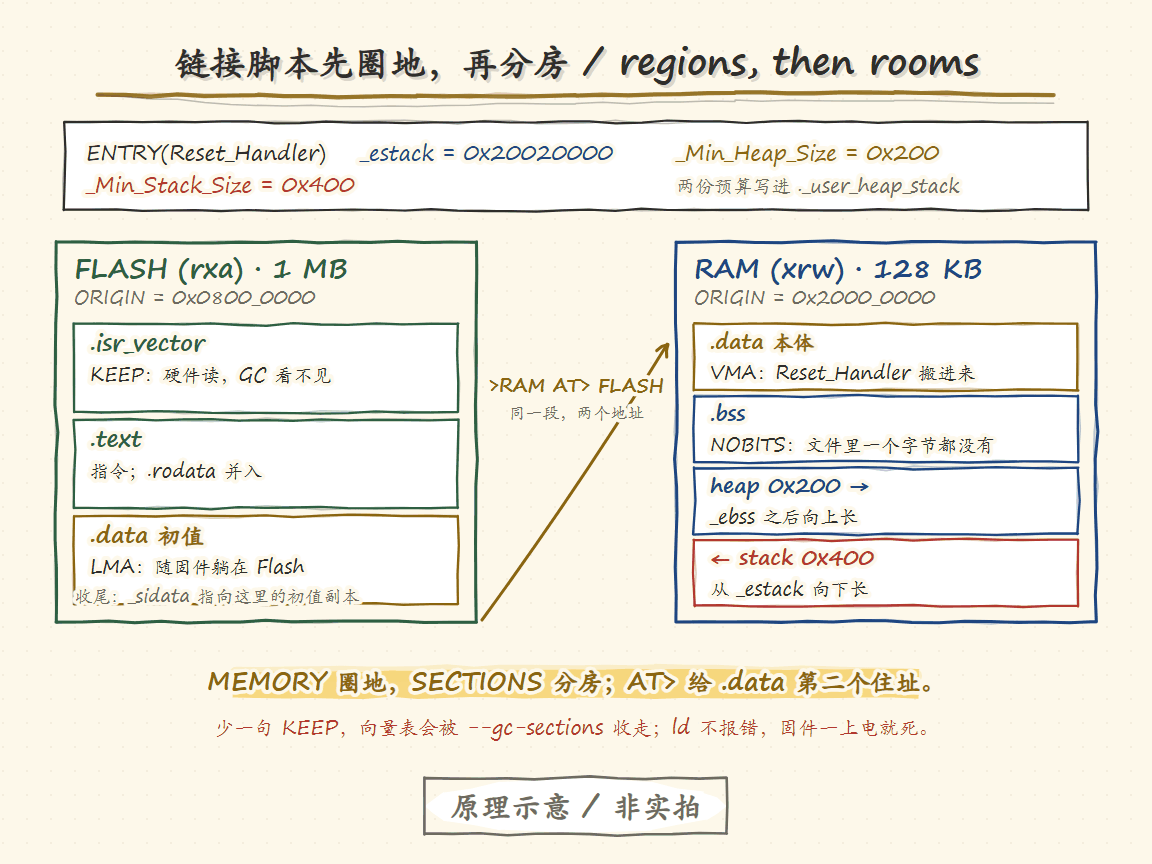 链接脚本先圈地，再分房 / regions, then rooms
ENTRY(Reset_Handler) _estack = 0x20020000 _Min_Heap_Size = 0x200
_Min_Stack_Size = 0x400 两份预算写进 ._user_heap_stack
FLASH (rxa) · 1 MB
ORIGIN = 0x0800_0000
.isr_vector
KEEP：硬件读，GC 看不见
.text
指令；.rodata 并入
.data 初值
LMA：随固件躺在 Flash
收尾：_sidata 指向这里的初值副本
>RAM AT> FLASH
同一段，两个地址
RAM (xrw) · 128 KB
ORIGIN = 0x2000_0000
.data 本体
VMA：Reset_Handler 搬进来
.bss
NOBITS：文件里一个字节都没有
heap 0x200 →
_ebss 之后向上长
← stack 0x400
从 _estack 向下长
MEMORY 圈地，SECTIONS 分房；AT> 给 .data 第二个住址。
少一句 KEEP，向量表会被 --gc-sections 收走；ld 不报错，固件一上电就死。
原理示意 / 非实拍